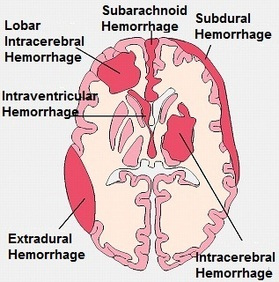 Subarachnoid
Hemorrhage
Subdural
Hemorrhage
Lobar
Intracerebral
Hemorrhage
Intraventricular
Hemorrhage
Extradural
Hemorrhage
Intracerebral
Hemorrhage